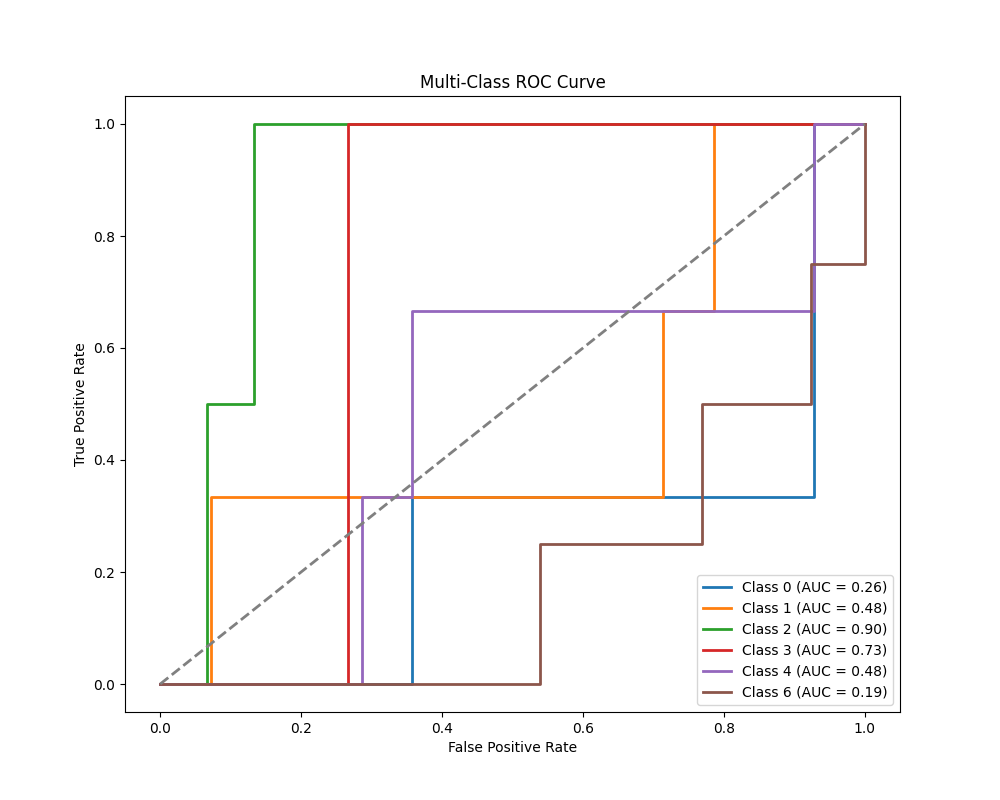 Multi-Class ROC Curve
True Positive Rate
1.0
0.8
0.6
0.4
0.2
0.0
Class 0 (AUC = 0.26)
Class 1 (AUC = 0.48)
Class 2 (AUC = 0.90)
Class 3 (AUC = 0.73)
Class 4 (AUC = 0.48)
Class 6 (AUC = 0.19)
0.0 0.2 0.4 0.6 0.8 1.0
False Positive Rate